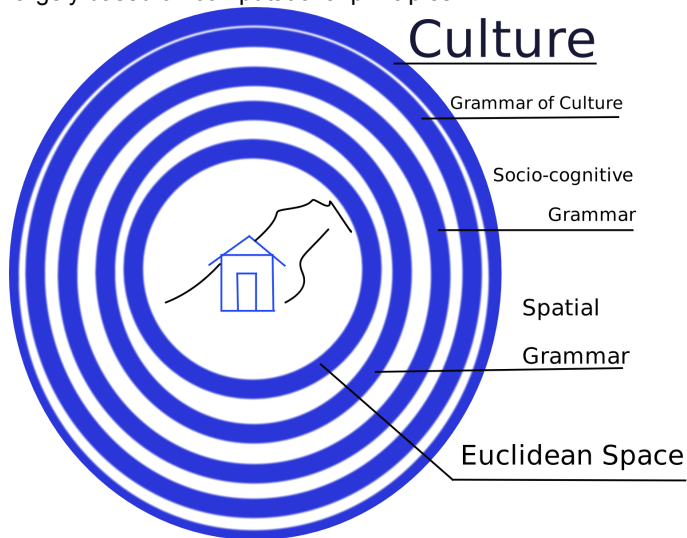 Culture
Grammar of Culture
Socio-cognitive
Grammar
Spatial
Grammar
Euclidean Space